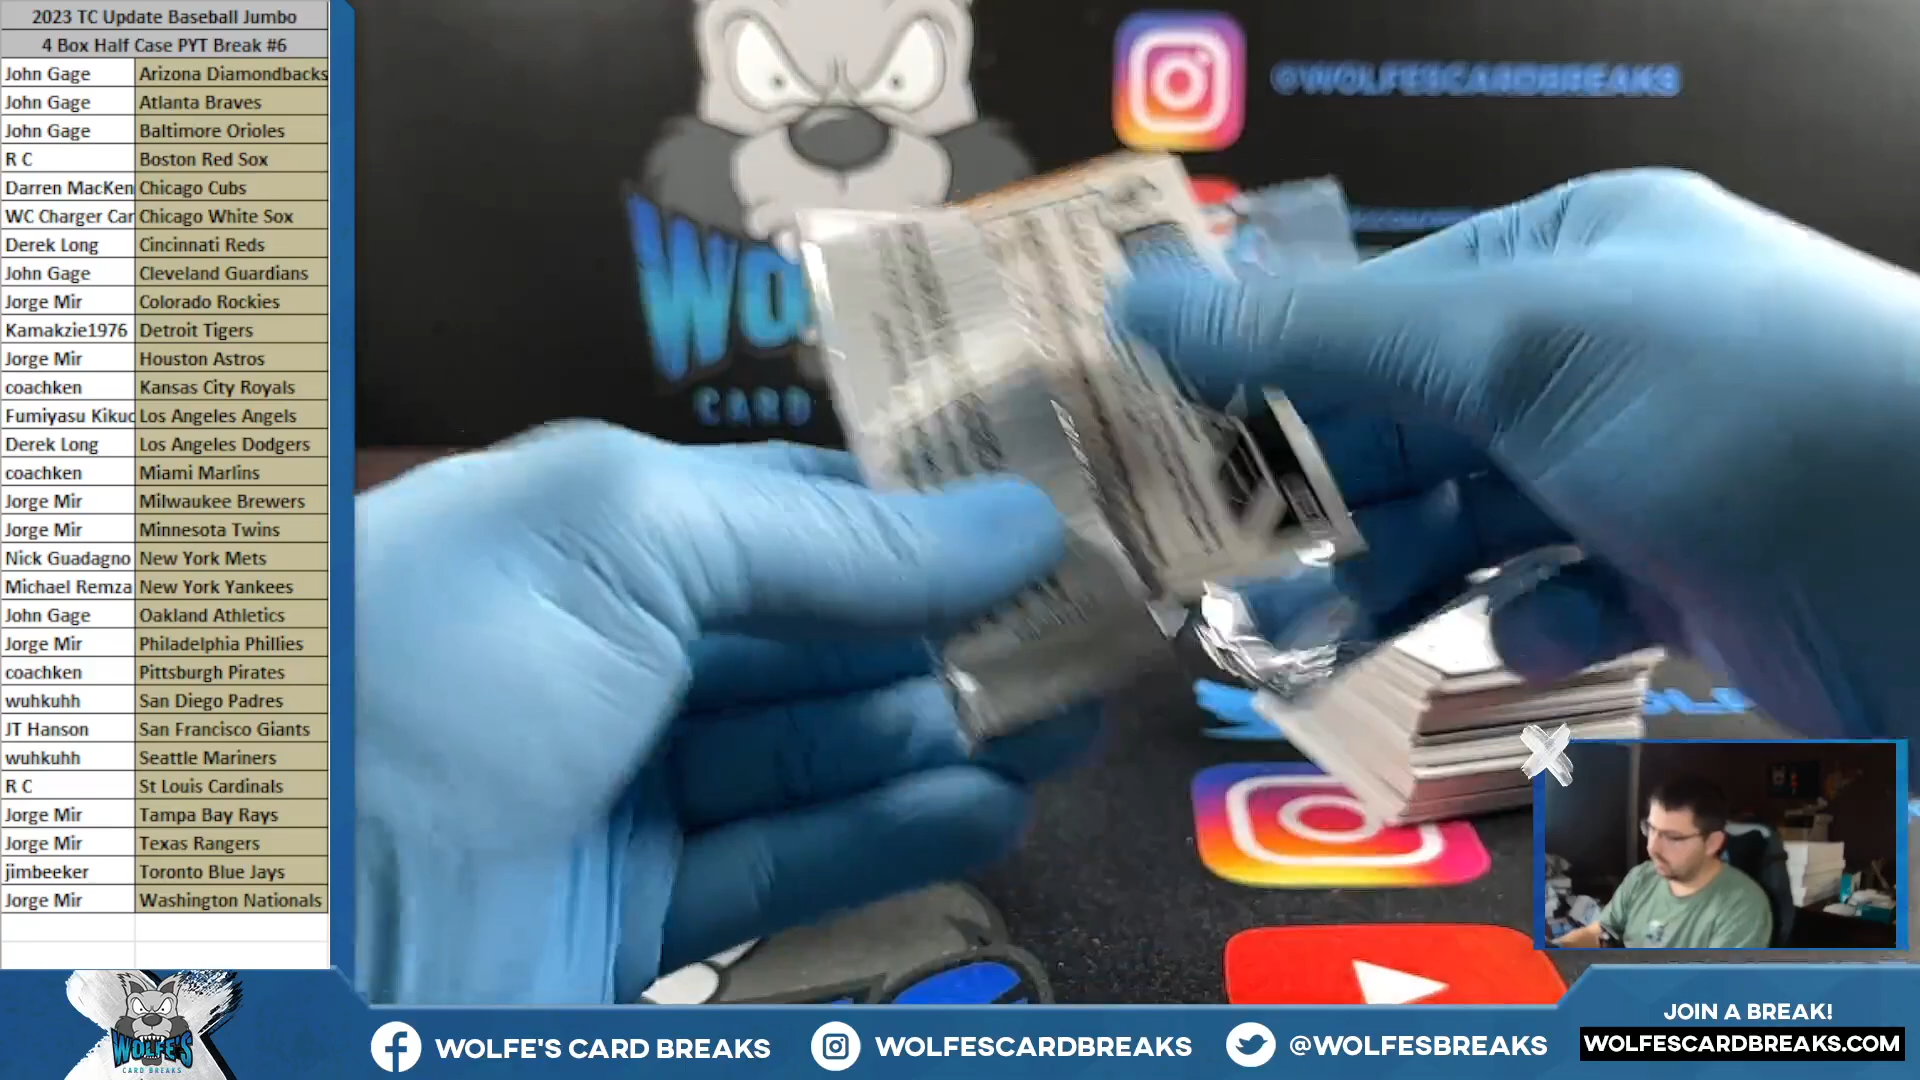 2023 TC Update Baseball Jumbo
4 Box Half Case PYT Break #6
John Gage Arizona Diamondbacks
John Gage Atlanta Braves
John Gage Baltimore Orioles
R C Boston Red Sox
Darren MacKen Chicago Cubs
WC Charger Car Chicago White Sox
Derek Long Cincinnati Reds
John Gage Cleveland Guardians
Jorge Mir Colorado Rockies
Kamakzie1976 Detroit Tigers
Jorge Mir Houston Astros
coachken Kansas City Royals
Fumiyasu Kikuc Los Angeles Angels
Derek Long Los Angeles Dodgers
coachken Miami Marlins
Jorge Mir Milwaukee Brewers
Jorge Mir Minnesota Twins
Nick Guadagno New York Mets
Michael Remza New York Yankees
John Gage Oakland Athletics
Jorge Mir Philadelphia Phillies
coachken Pittsburgh Pirates
wuhkuhh San Diego Padres
JT Hanson San Francisco Giants
wuhkuhh Seattle Mariners
R C St Louis Cardinals
Jorge Mir Tampa Bay Rays
Jorge Mir Texas Rangers
jimbeeker Toronto Blue Jays
Jorge Mir Washington Nationals
@WOLFESCARDBREAKS
WO
CARD
WOLFE'S
CARD BREAKS
WOLFE'S CARD BREAKS
WOLFESCARDBREAKS
@WOLFESBREAKS
JOIN A BREAK!
WOLFESCARDBREAKS.COM